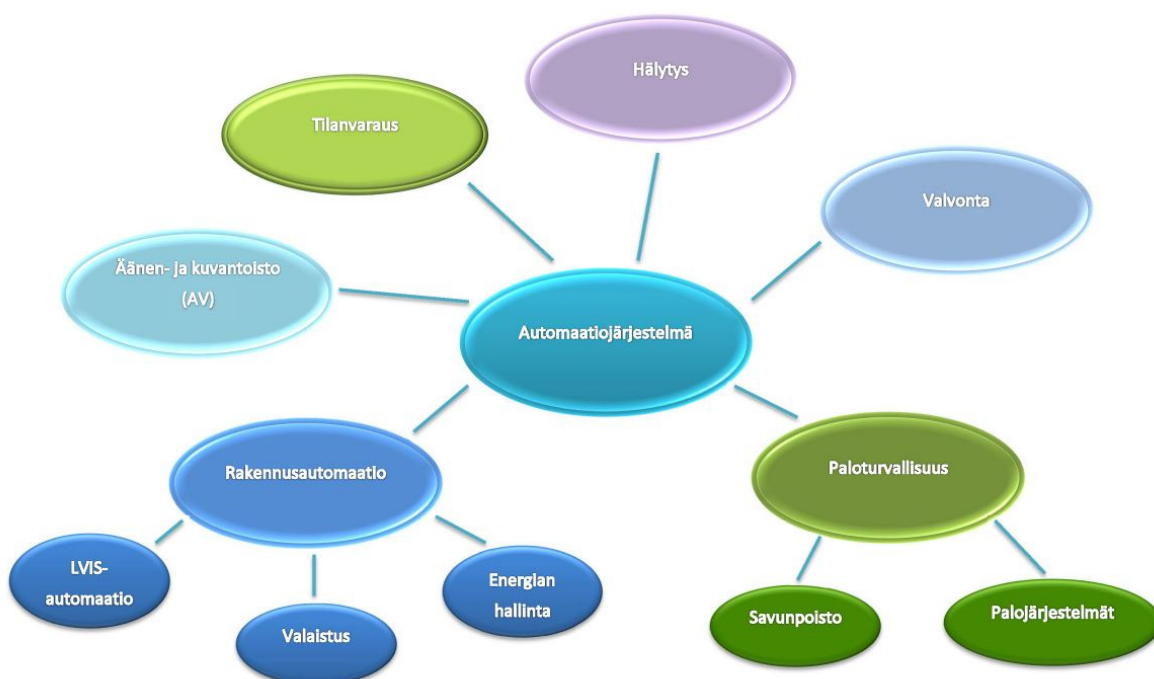 Hälytys
Tilanvaraus
Valvonta
Äänen- ja kuvantoisto
(AV)
Automaatiojärjestelmä
Rakennusautomaatio
Paloturvallisuus
LVIS-
automaatio
Energian
hallinta
Valaistus
Savunpoisto
Palojärjestelmät